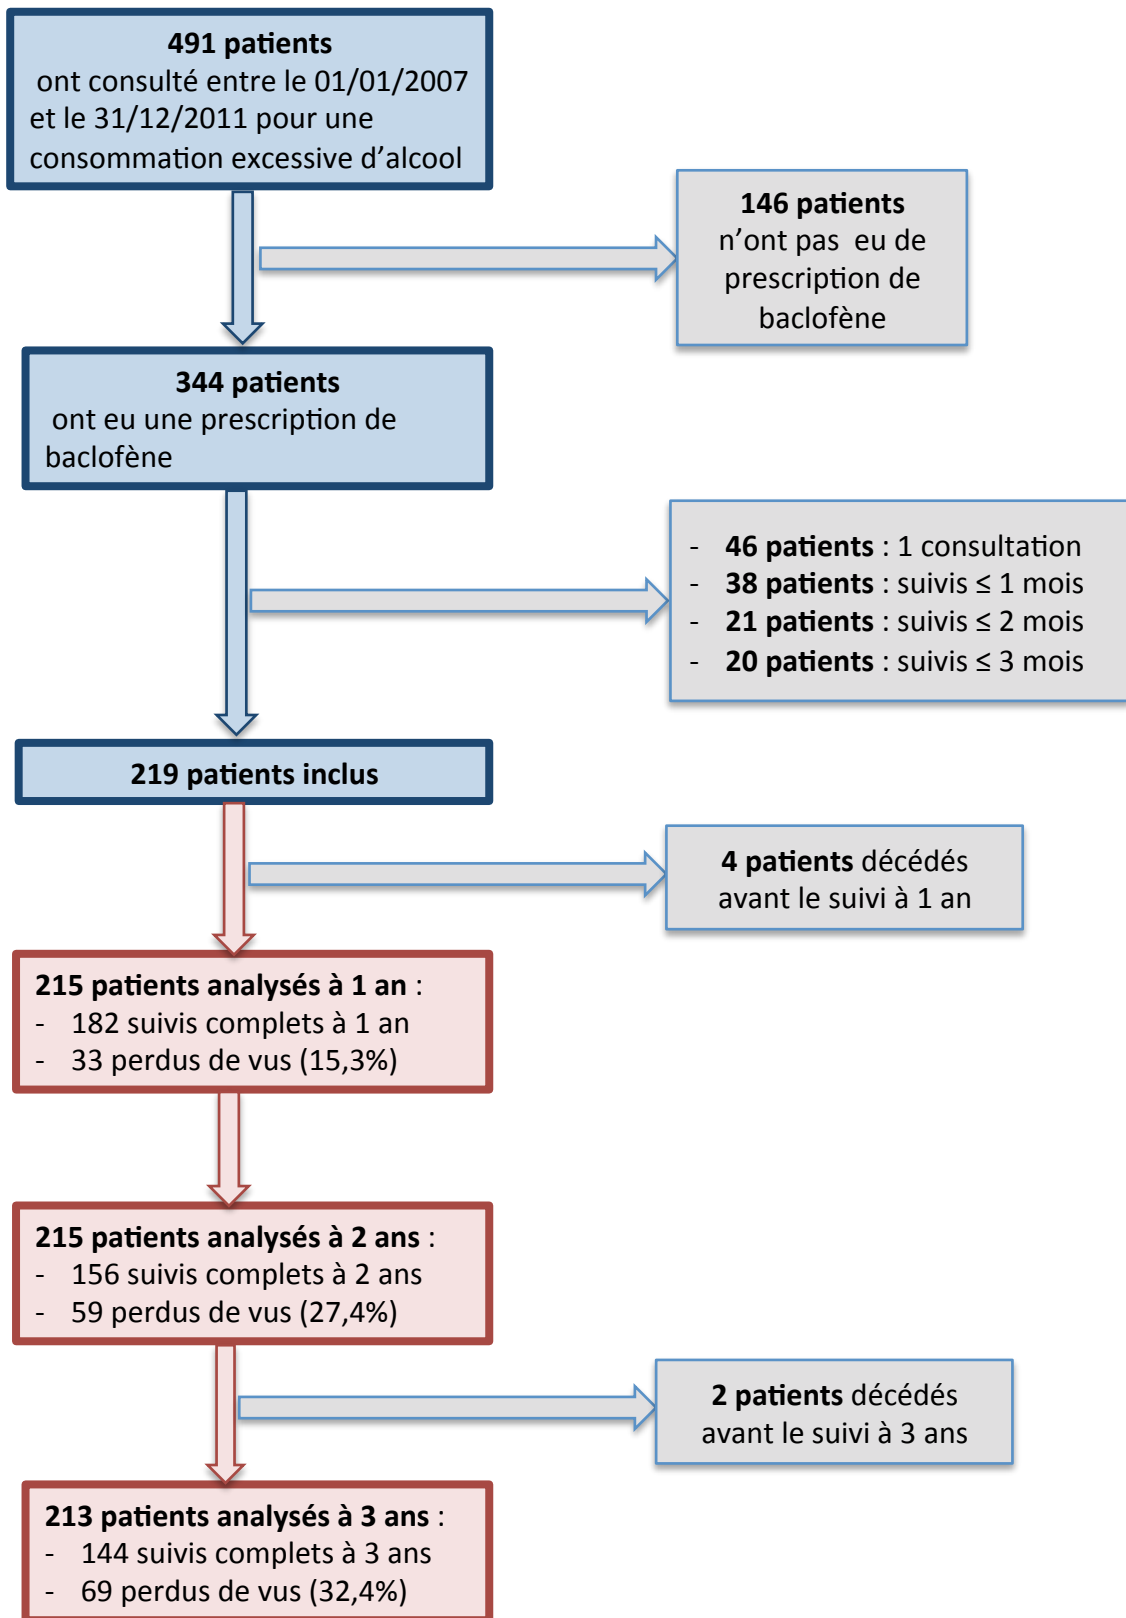 491 patients
ont consulté entre le 01/01/2007
et le 31/12/2011 pour une
consommation excessive d'alcool
146 patients
n'ont pas eu de
prescription de
baclofène
344 patients
ont eu une prescription de
baclofène
- 46 patients : 1 consultation
- 38 patients : suivis ≤ 1 mois
- 21 patients : suivis ≤ 2 mois
- 20 patients : suivis ≤ 3 mois
219 patients inclus
4 patients décédés
avant le suivi à 1 an
215 patients analysés à 1 an :
- 182 suivis complets à 1 an
- 33 perdus de vus (15,3%)
215 patients analysés à 2 ans :
- 156 suivis complets à 2 ans
- 59 perdus de vus (27,4%)
2 patients décédés
avant le suivi à 3 ans
213 patients analysés à 3 ans :
- 144 suivis complets à 3 ans
- 69 perdus de vus (32,4%)